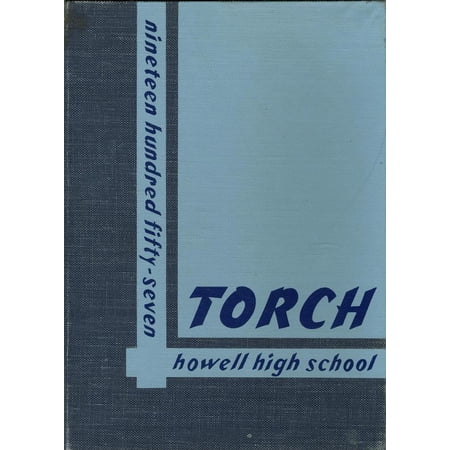 nineteen hundred fifty-seven
TORCH
howell high school